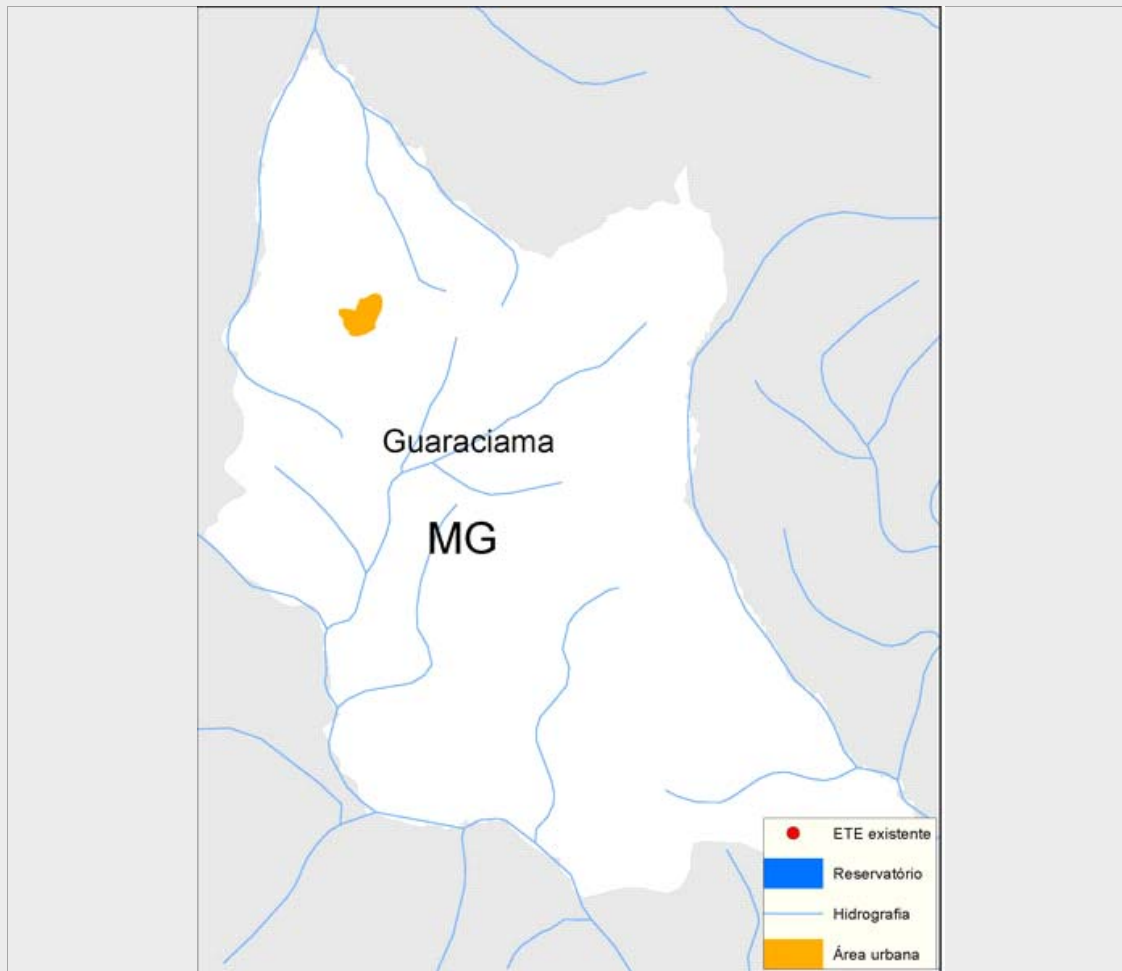 Guaraciama
MG
ETE existente
Reservatório
Hidrografia
Área urbana